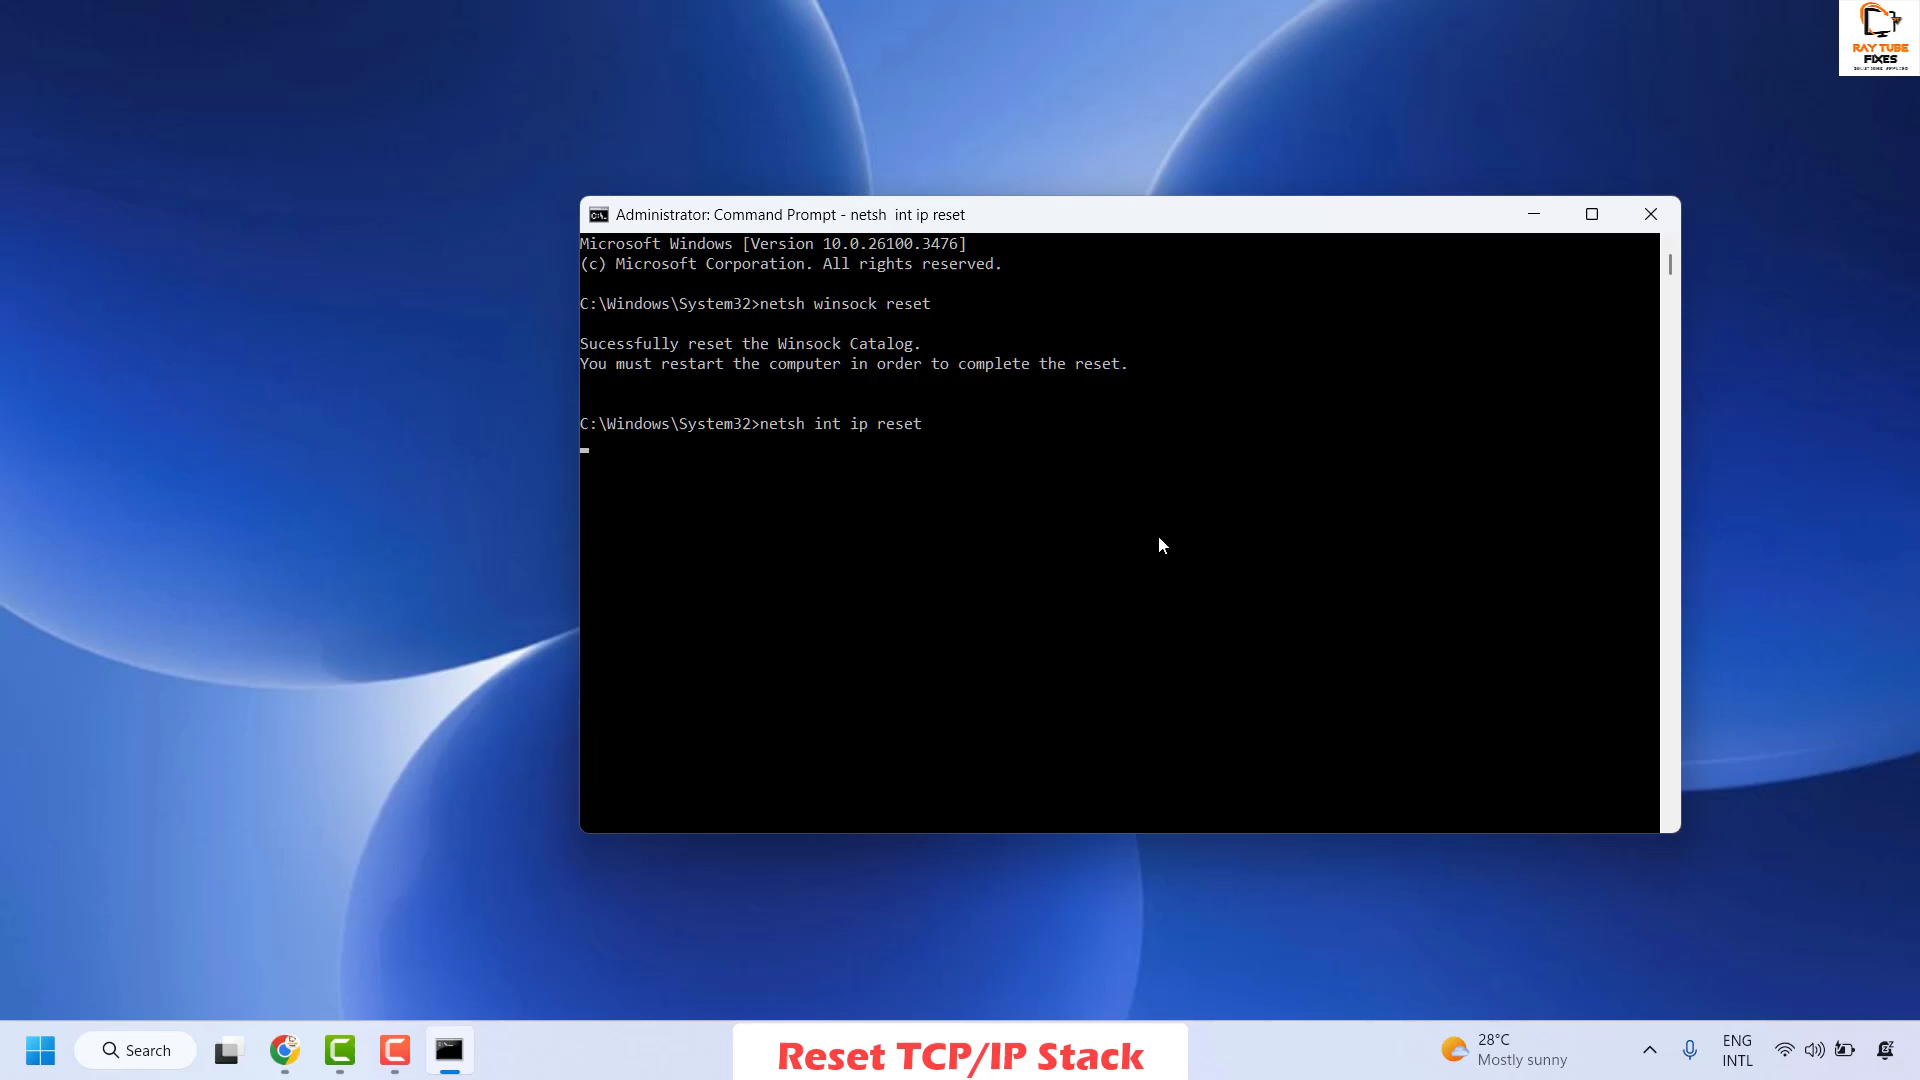 RAY TUBE
FIXES
SOLUTIONS APPLIED
Administrator: Command Prompt - netsh  int ip reset
Microsoft Windows [Version 10.0.26100.3476]
(c) Microsoft Corporation. All rights reserved.
C:\Windows\System32>netsh winsock reset
Sucessfully reset the Winsock Catalog.
You must restart the computer in order to complete the reset.
C:\Windows\System32>netsh int ip reset
Search
Reset TCP/IP Stack
28°C
Mostly sunny
ENG
INTL